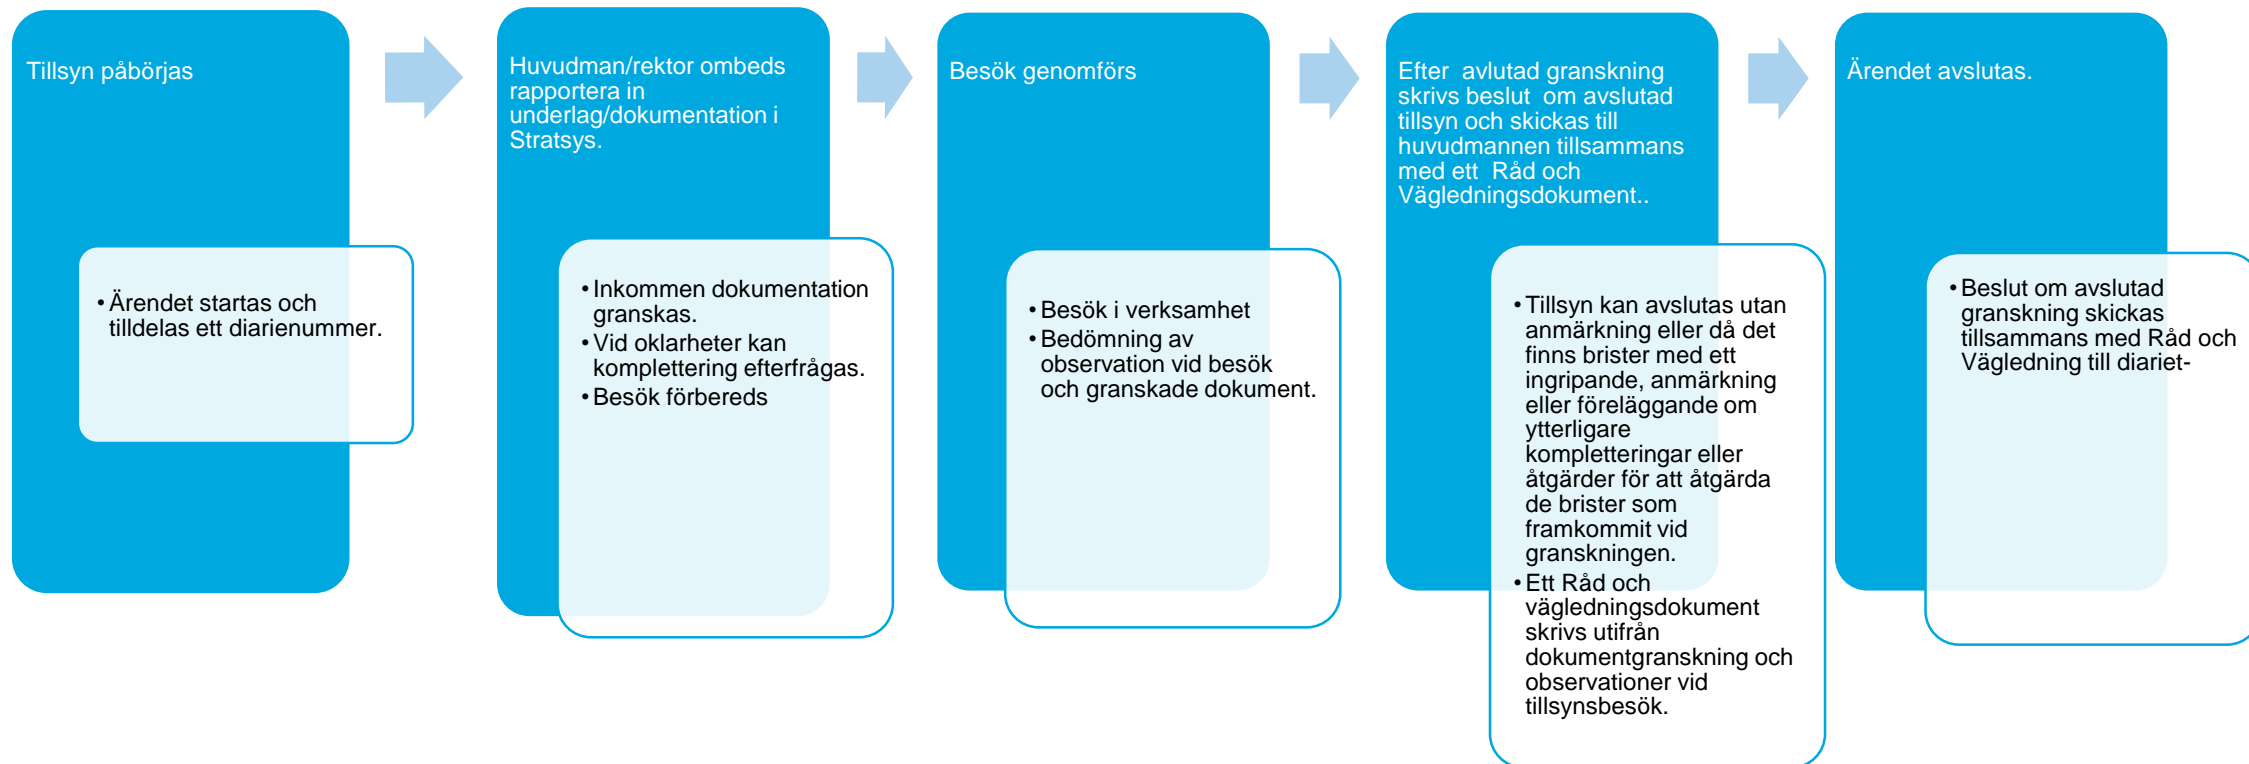 Tillsyn påbörjas
• Ärendet startas och
tilldelas ett diarienummer.
Huvudman/rektor ombeds
rapportera in
underlag/dokumentation i
Stratsys.
• Inkommen dokumentation
granskas.
• Vid oklarheter kan
komplettering efterfrågas.
• Besök förbereds
Besök genomförs
• Besök i verksamhet
• Bedömning av
observation vid besök
och granskade dokument.
Efter  avlutad granskning
skrivs beslut  om avslutad
tillsyn och skickas till
huvudmannen tillsammans
med ett  Råd och
Vägledningsdokument..
• Tillsyn kan avslutas utan
anmärkning eller då det
finns brister med ett
ingripande, anmärkning
eller föreläggande om
ytterligare
kompletteringar eller
åtgärder för att åtgärda
de brister som
framkommit vid
granskningen.
• Ett Råd och
vägledningsdokument
skrivs utifrån
dokumentgranskning och
observationer vid
tillsynsbesök.
Ärendet avslutas.
• Beslut om avslutad
granskning skickas
tillsammans med Råd och
Vägledning till diariet-